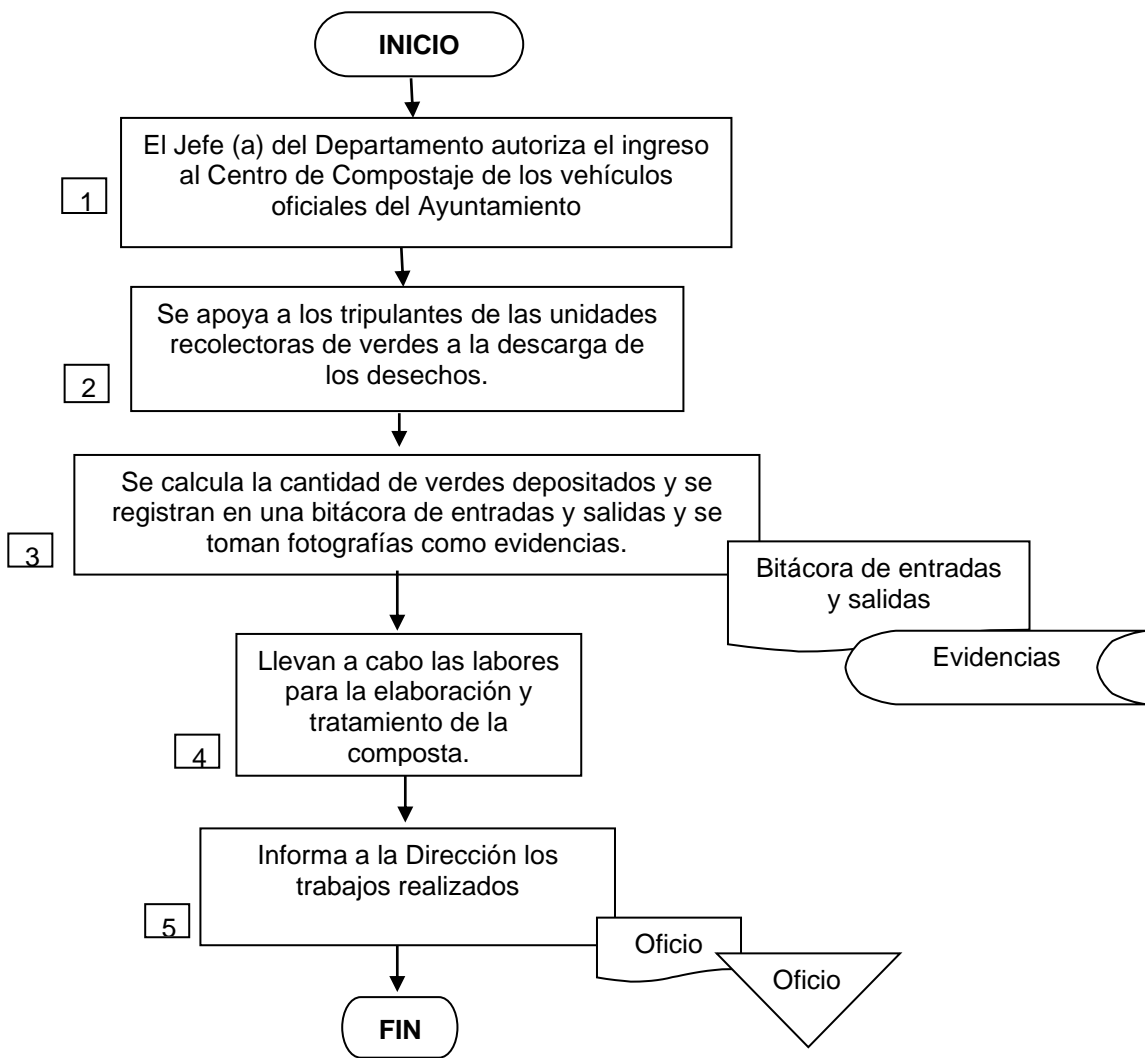 INICIO
El Jefe (a) del Departamento autoriza el ingreso
al Centro de Compostaje de los vehículos
oficiales del Ayuntamiento
1
Se apoya a los tripulantes de las unidades
recolectoras de verdes a la descarga de
los desechos.
2
Se calcula la cantidad de verdes depositados y se
registran en una bitácora de entradas y salidas y se
toman fotografías como evidencias.
3
Bitácora de entradas
y salidas
Evidencias
Llevan a cabo las labores
para la elaboración y
tratamiento de la
composta.
4
Informa a la Dirección los
trabajos realizados
5
Oficio
Oficio
FIN